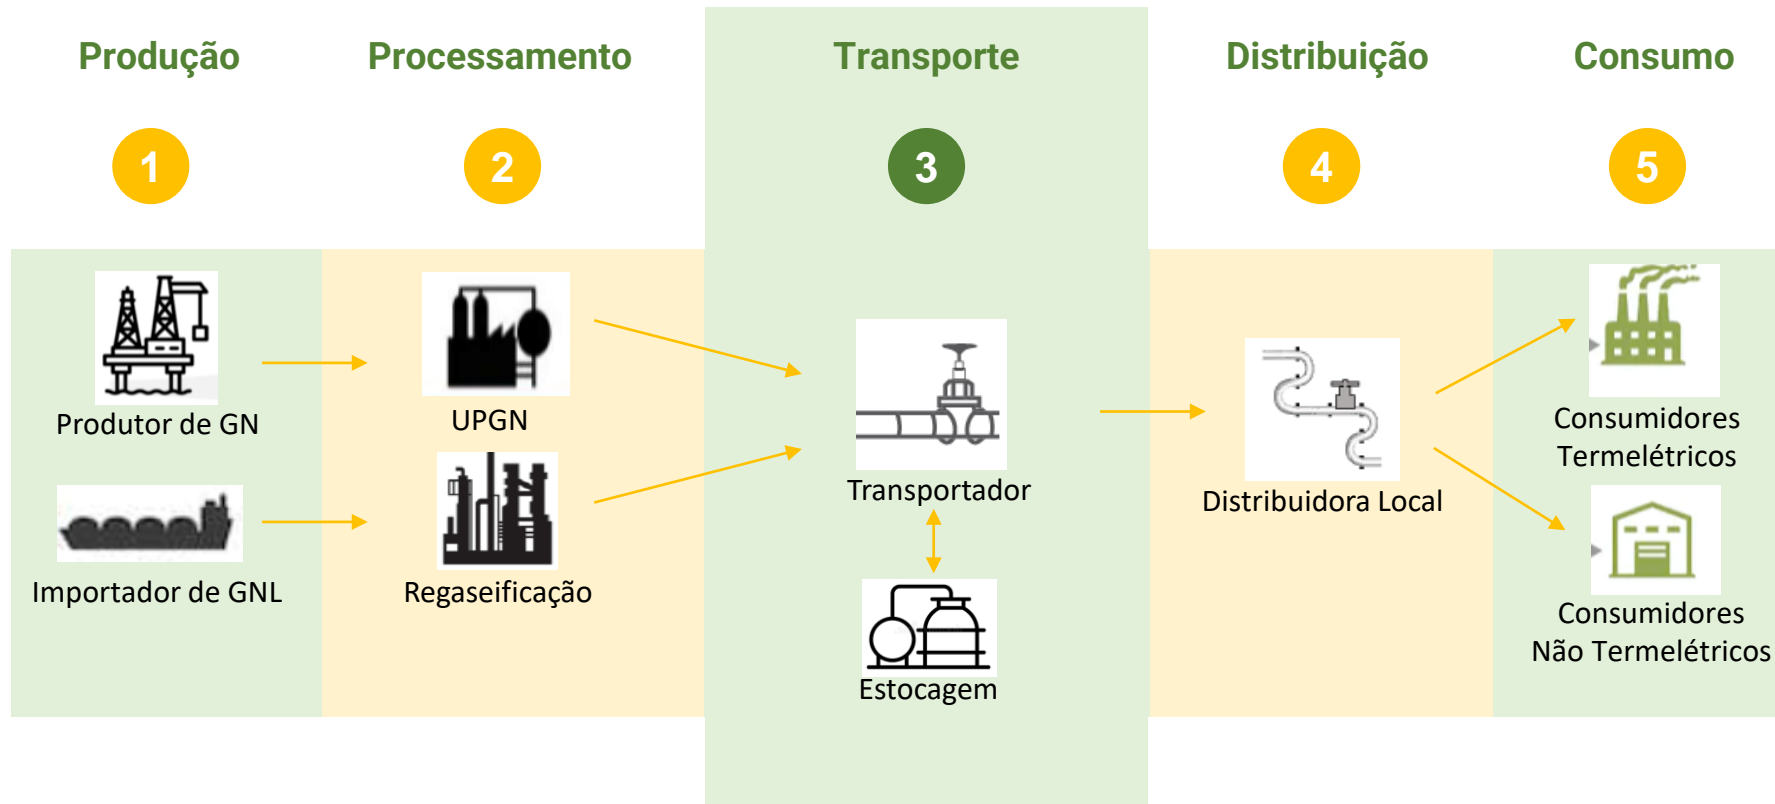 Produção
Processamento
Transporte
Distribuição
Consumo
1
2
3
4
5
Produtor de GN
Importador de GNL
UPGN
Regaseificação
Transportador
Estocagem
Distribuidora Local
Consumidores
Termelétricos
Consumidores
Não Termelétricos